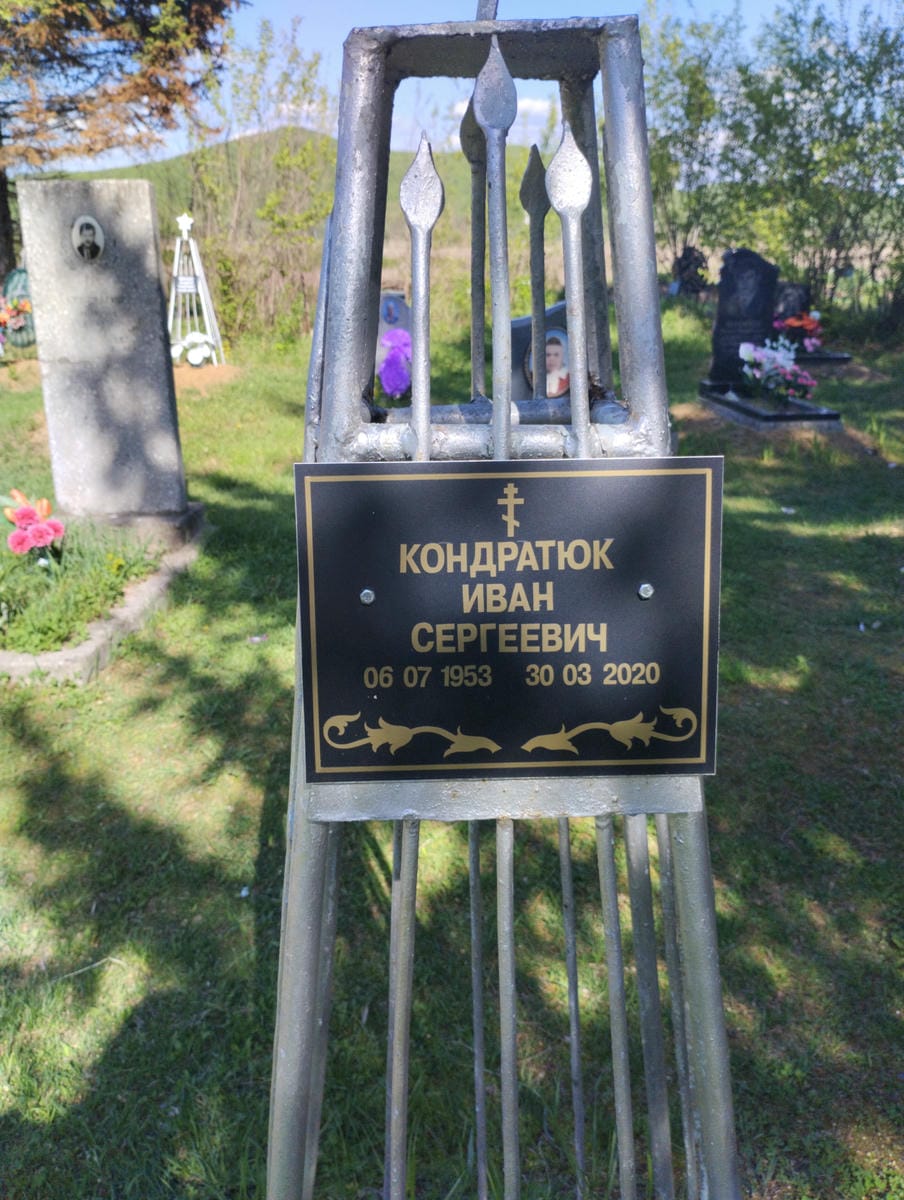 КОНДРАТЮК
ИВАН
СЕРГЕЕВИЧ
06 07 1953 30 03 2020